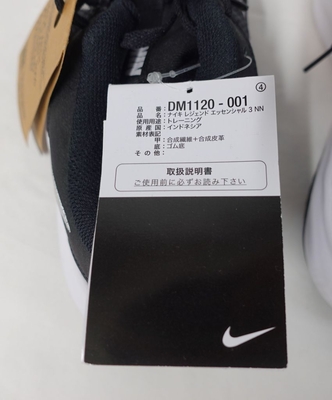 ④
品番:DM1120 - 001
品名:ナイキ レジェンド エッセンシャル 3 NN
使用用途:トレーニング
原産国:インドネシア
素材表記:
甲:合成繊維+合成皮革
底:ゴム底
その他:
取扱説明書
ご使用前に必ずお読み下さい